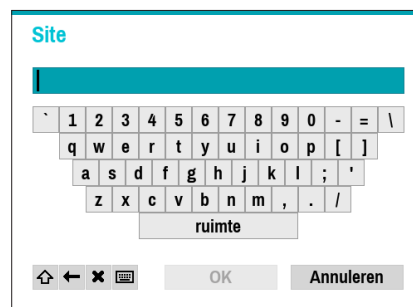 Site
` 1 2 3 4 5 6 7 8 9 0 - = \
q w e r t y u i o p [ ]
a s d f g h j k l ; '
z x c v b n m , . /
ruimte
OK Annuleren